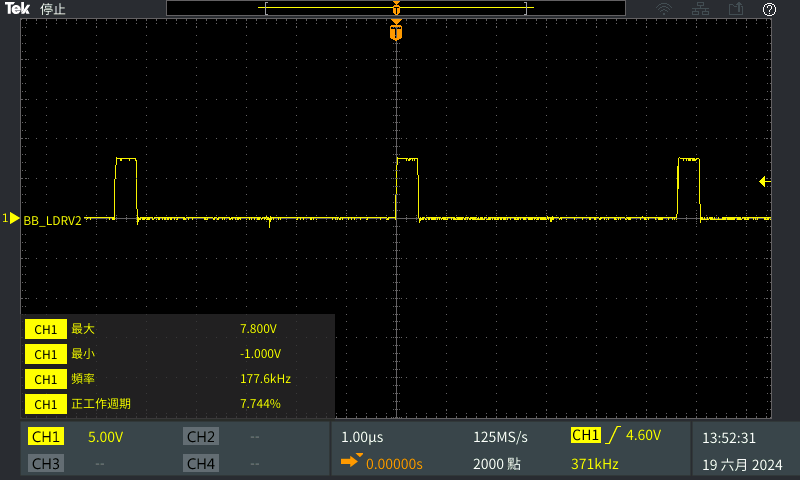 Tek 停止
T
T
?
1 BB_LDRV2
CH1 最大 7.800V
CH1 最小 -1.000V
CH1 頻率 177.6kHz
CH1 正工作週期 7.744%
CH1 5.00V CH2 --
CH3 -- CH4 --
1.00µs 125MS/s
0.00000s 2000 點
CH1 4.60V
371kHz
13:52:31
19 六月 2024